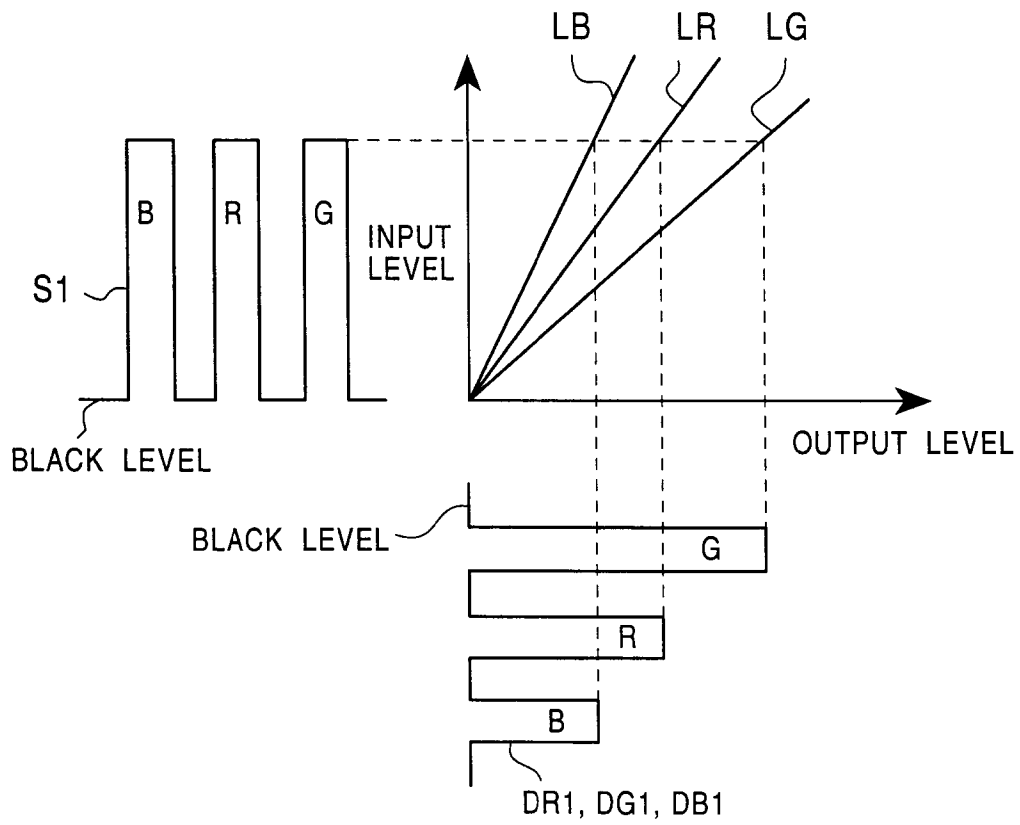 LB LR LG
B R G
INPUT
LEVEL
S1
OUTPUT LEVEL
BLACK LEVEL
BLACK LEVEL
G
R
B
DR1, DG1, DB1